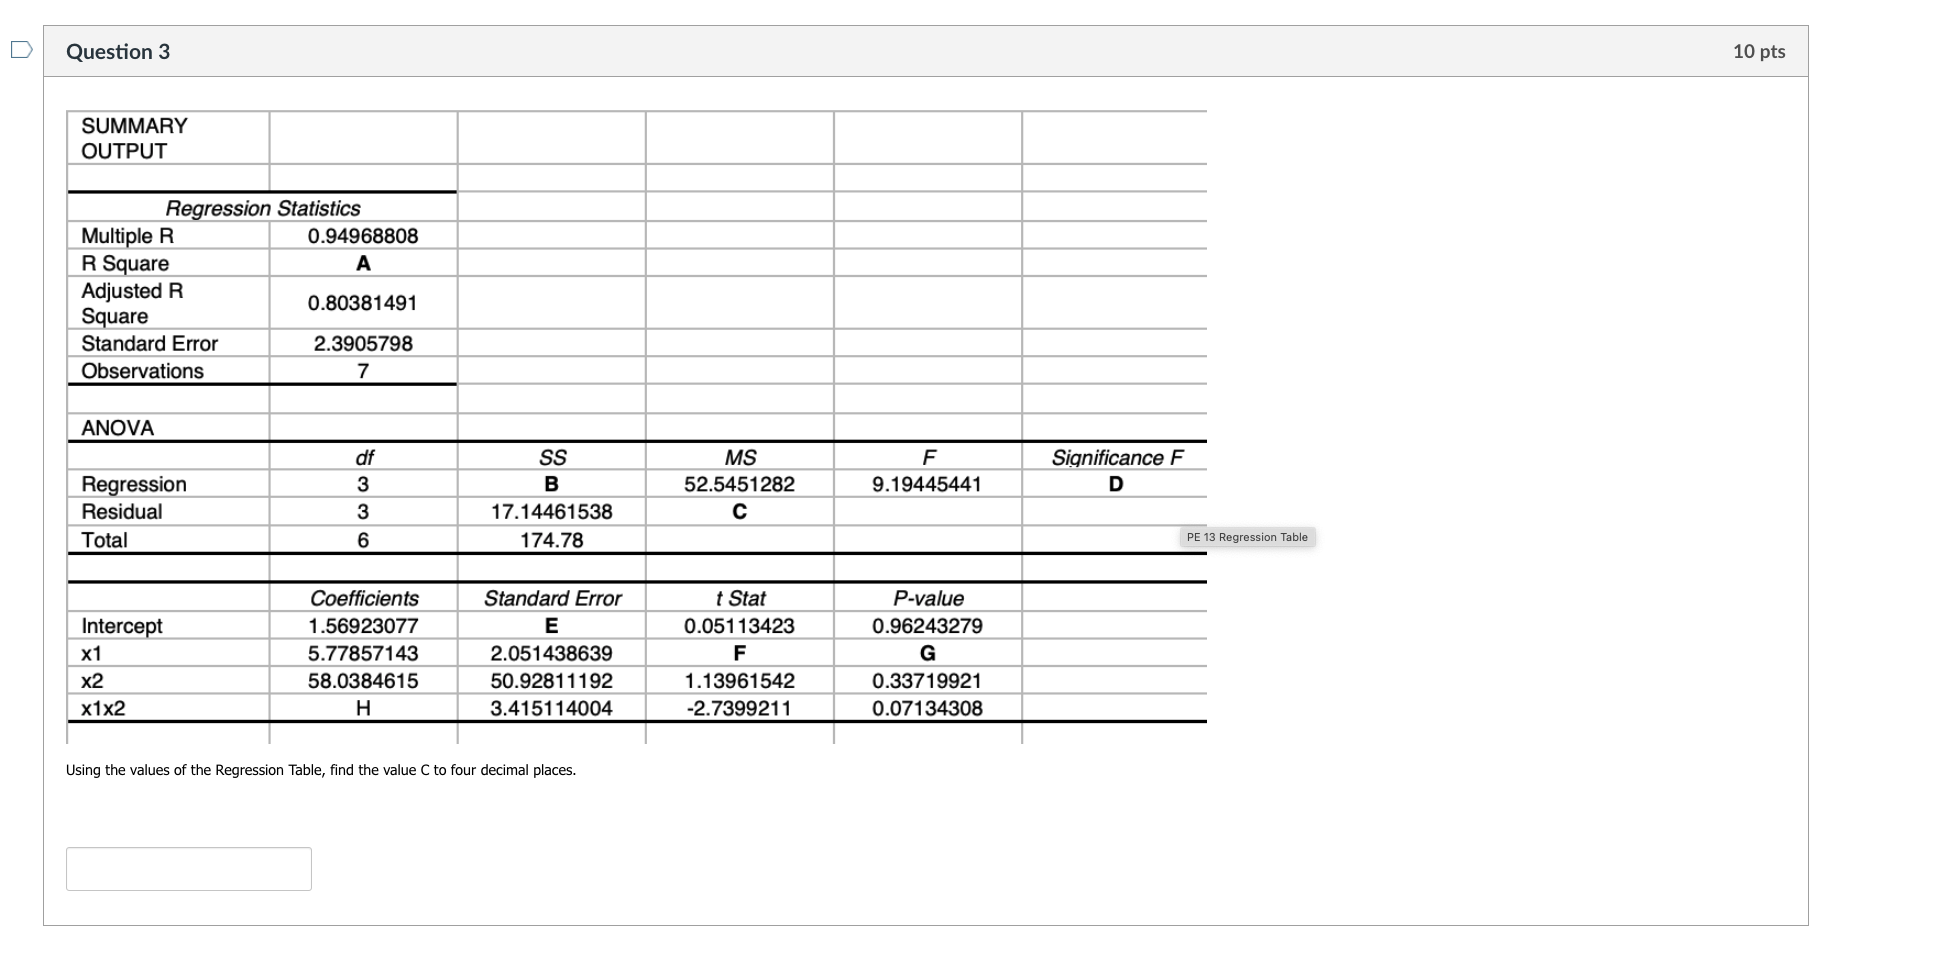 Question 3
10 pts
SUMMARY
OUTPUT
Regression Statistics
Multiple R 0.94968808
R Square A
Adjusted R
Square 0.80381491
Standard Error 2.3905798
Observations 7
ANOVA
df SS MS F Significance F
Regression 3 B 52.5451282 9.19445441 D
Residual 3 17.14461538 C
Total 6 174.78
PE 13 Regression Table
Coefficients Standard Error t Stat P-value
Intercept 1.56923077 E 0.05113423 0.96243279
x1 5.77857143 2.051438639 F G
x2 58.0384615 50.92811192 1.13961542 0.33719921
x1x2 H 3.415114004 -2.7399211 0.07134308
Using the values of the Regression Table, find the value C to four decimal places.